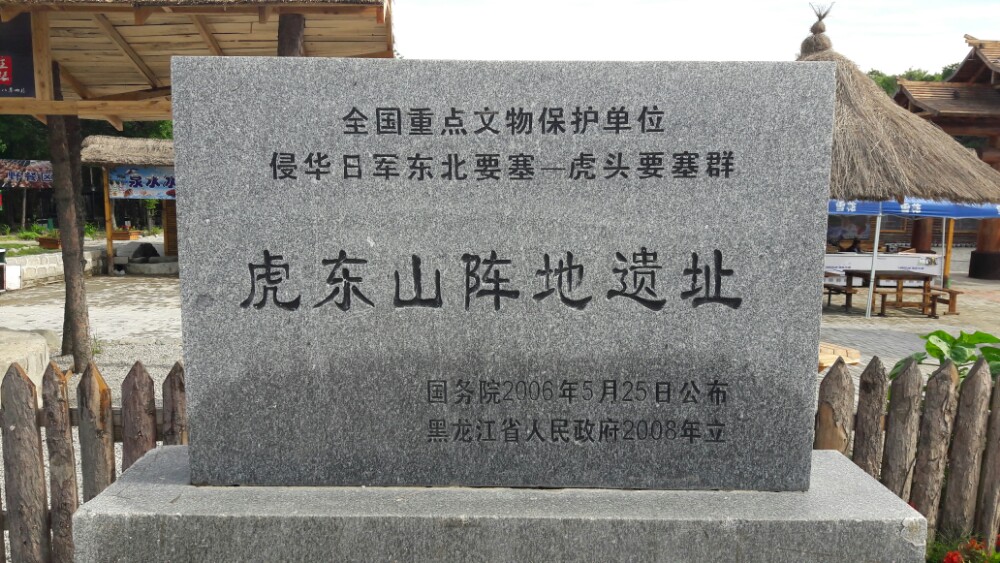 全国重点文物保护单位
侵华日军东北要塞—虎头要塞群
虎东山阵地遗址
国务院2006年5月25日公布
黑龙江省人民政府2008年立
泉水冰